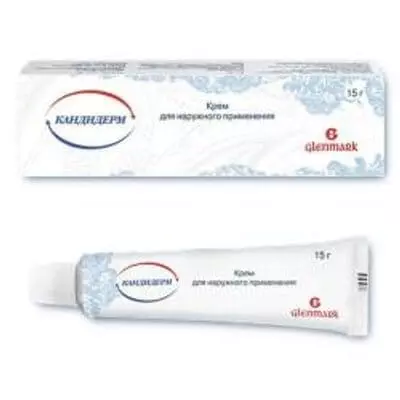 КАНДИДЕРМ
Крем
для наружного применения
15 г
Glenmark
КАНДИДЕРМ
Крем
для наружного применения
15 г
Glenmark